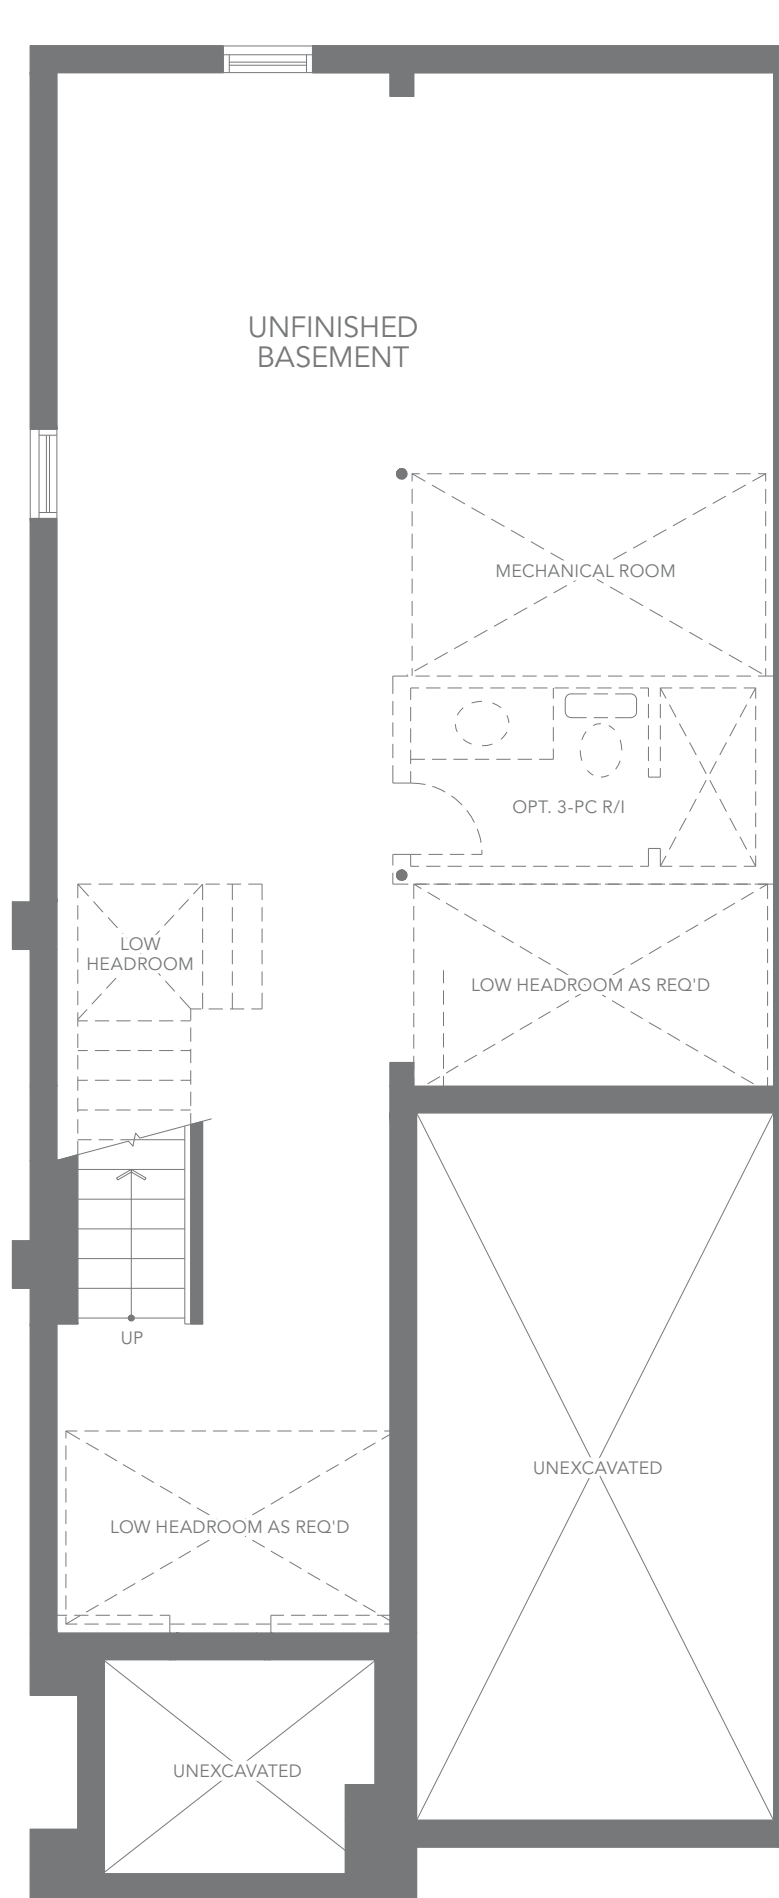 UNFINISHED
BASEMENT
MECHANICAL ROOM
OPT. 3-PC R/I
LOW
HEADROOM
LOW HEADROOM AS REQ'D
UP
UNEXCAVATED
LOW HEADROOM AS REQ'D
UNEXCAVATED